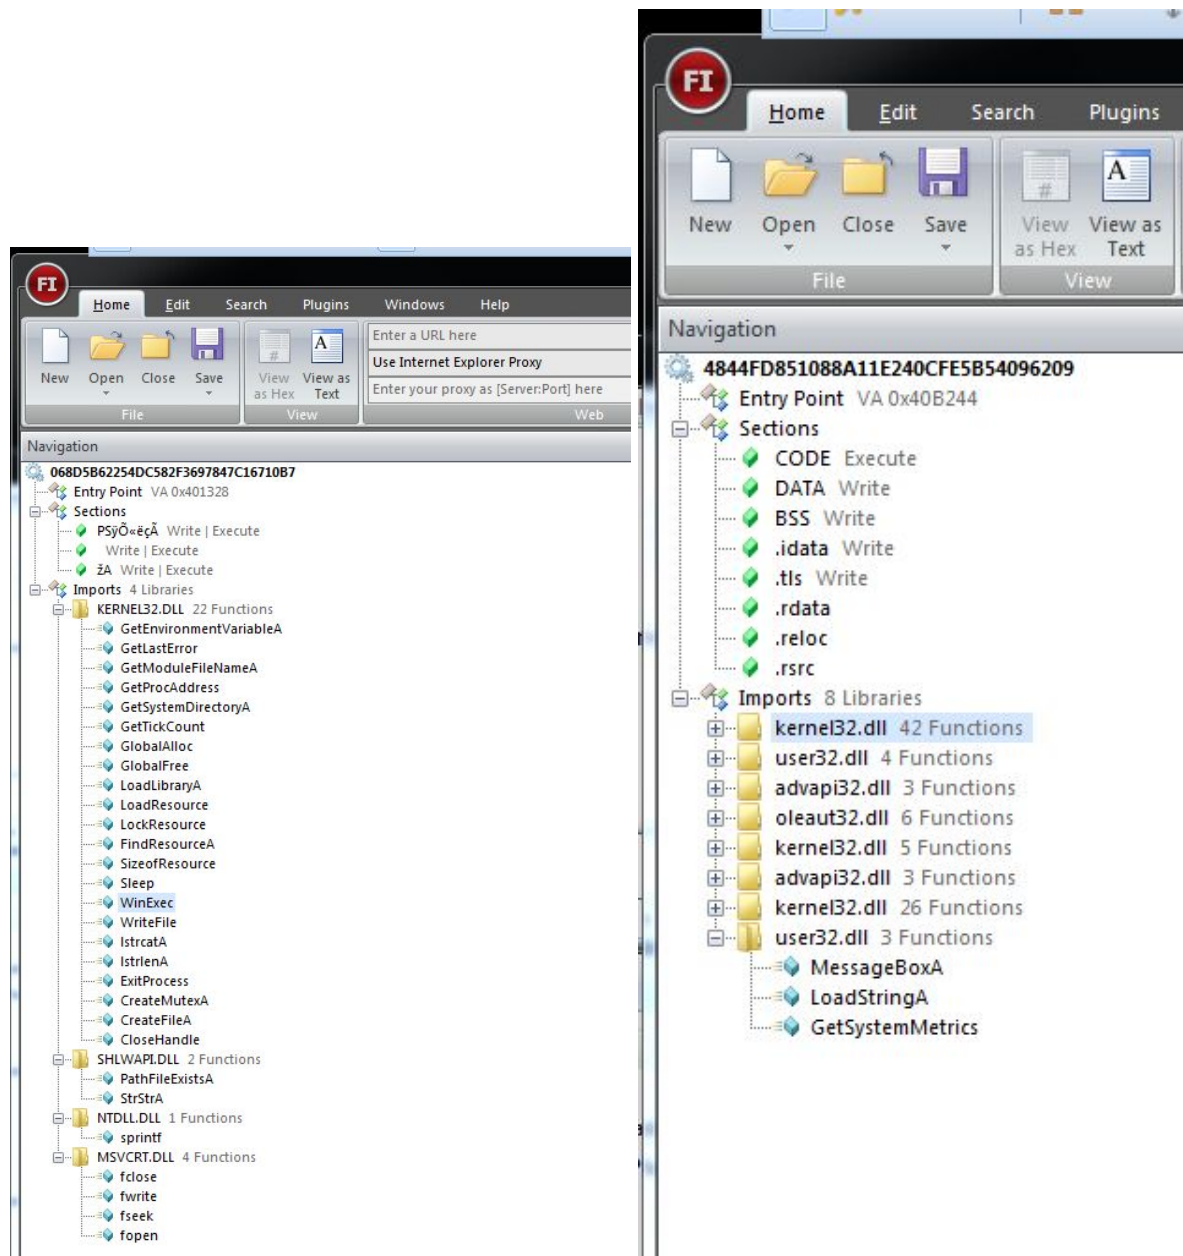 FI
Home Edit Search Plugins Windows Help
New Open Close Save
View as Hex
View as Text
Enter a URL here
Use Internet Explorer Proxy
Enter your proxy as [Server:Port] here
File View Web
Navigation
068D5B62254DC582F3697847C16710B7
Entry Point VA 0x401328
Sections
PSÿÕ«ëçÃ Write | Execute
Write | Execute
žA Write | Execute
Imports 4 Libraries
KERNEL32.DLL 22 Functions
GetEnvironmentVariableA
GetLastError
GetModuleFileNameA
GetProcAddress
GetSystemDirectoryA
GetTickCount
GlobalAlloc
GlobalFree
LoadLibraryA
LoadResource
LockResource
FindResourceA
SizeofResource
Sleep
WinExec
WriteFile
lstrcatA
lstrlenA
ExitProcess
CreateMutexA
CreateFileA
CloseHandle
SHLWAPI.DLL 2 Functions
PathFileExistsA
StrStrA
NTDLL.DLL 1 Functions
sprintf
MSVCRT.DLL 4 Functions
fclose
fwrite
fseek
fopen
FI
Home Edit Search Plugins
New Open Close Save
View as Hex
View as Text
File View
Navigation
4844FD851088A11E240CFE5B54096209
Entry Point VA 0x40B244
Sections
CODE Execute
DATA Write
BSS Write
.idata Write
.tls Write
.rdata
.reloc
.rsrc
Imports 8 Libraries
kernel32.dll 42 Functions
user32.dll 4 Functions
advapi32.dll 3 Functions
oleaut32.dll 6 Functions
kernel32.dll 5 Functions
advapi32.dll 3 Functions
kernel32.dll 26 Functions
user32.dll 3 Functions
MessageBoxA
LoadStringA
GetSystemMetrics